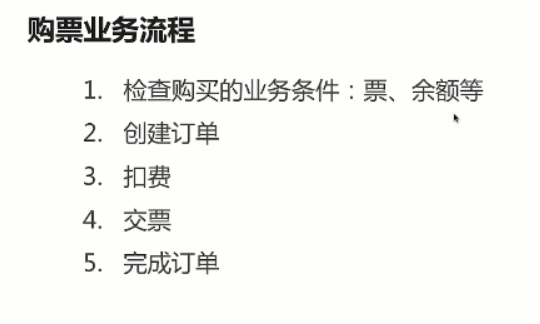 购票业务流程
1. 检查购买的业务条件：票、余额等
2. 创建订单
3. 扣费
4. 交票
5. 完成订单